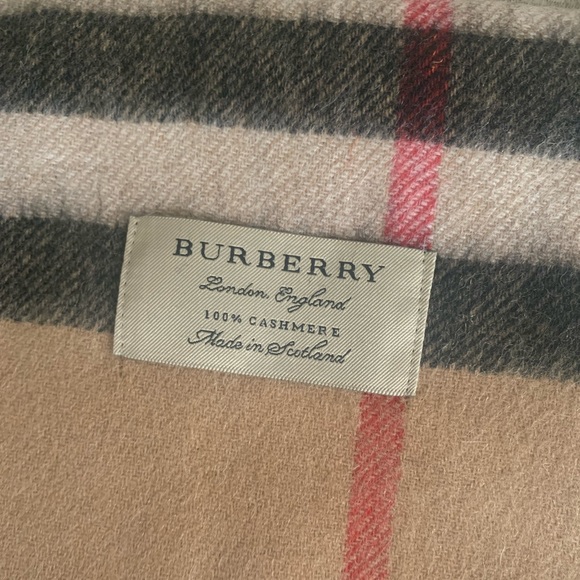 BURBERRY
London, England
100% CASHMERE
Made in Scotland